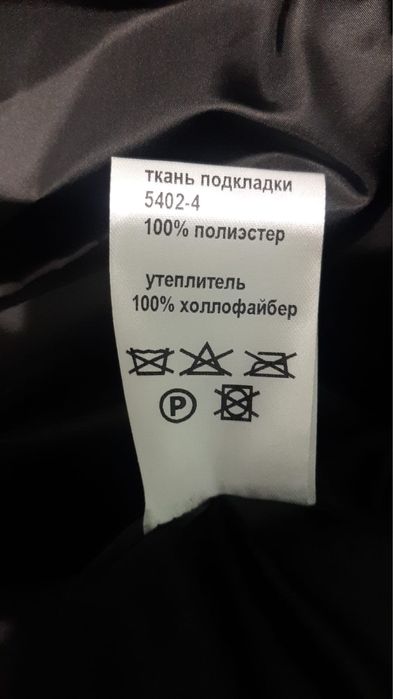 ткань подкладки
5402-4
100% полиэстер
утеплитель
100% холлофайбер
P